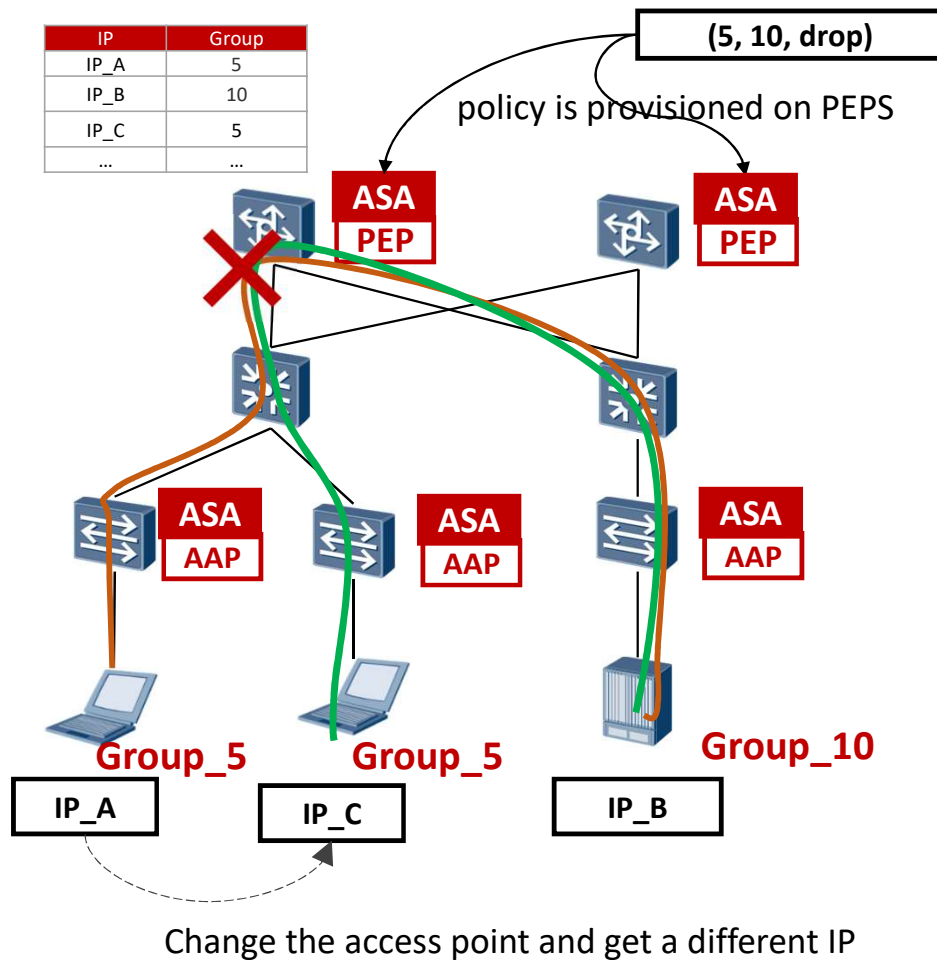 IP Group
IP_A 5
IP_B 10
IP_C 5
... ...
(5, 10, drop)
policy is provisioned on PEPS
ASA
PEP
ASA
PEP
ASA
AAP
ASA
AAP
ASA
AAP
Group_5
Group_5
Group_10
IP_A
IP_C
IP_B
Change the access point and get a different IP